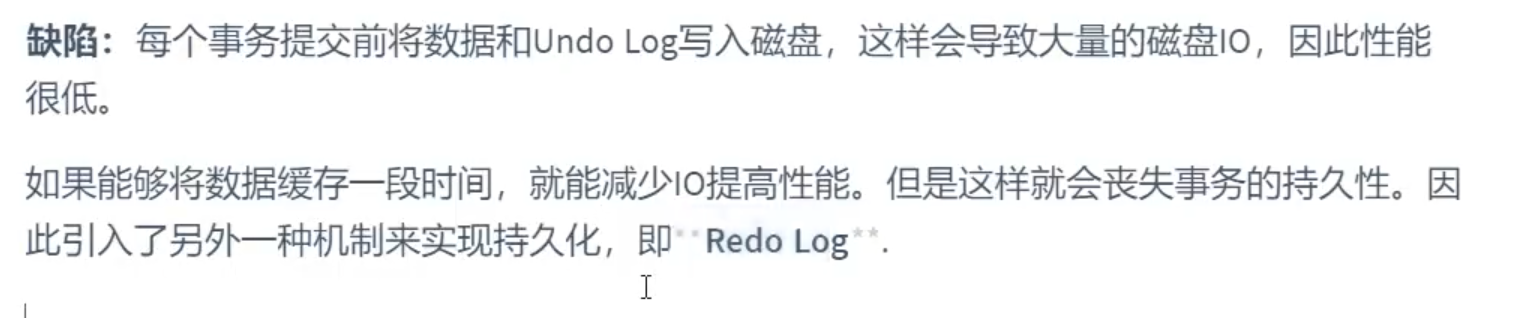 缺陷：每个事务提交前将数据和Undo Log写入磁盘，这样会导致大量的磁盘IO，因此性能
很低。
如果能够将数据缓存一段时间，就能减少IO提高性能。但是这样就会丧失事务的持久性。因
此引入了另外一种机制来实现持久化，即**Redo Log**.